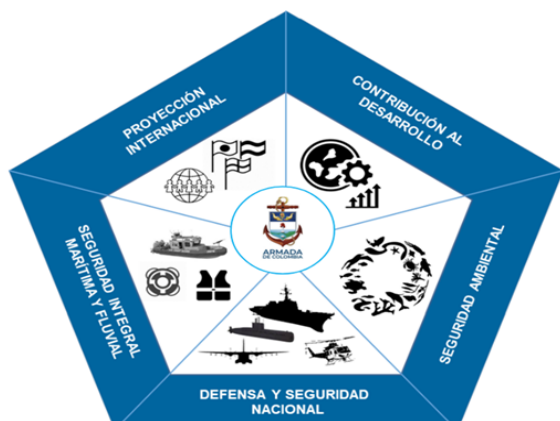 PROYECCIÓN
INTERNACIONAL
CONTRIBUCIÓN AL
DESARROLLO
SEGURIDAD INTEGRAL
MARÍTIMA Y FLUVIAL
ARMADA
DE COLOMBIA
SEGURIDAD AMBIENTAL
DEFENSA Y SEGURIDAD
NACIONAL